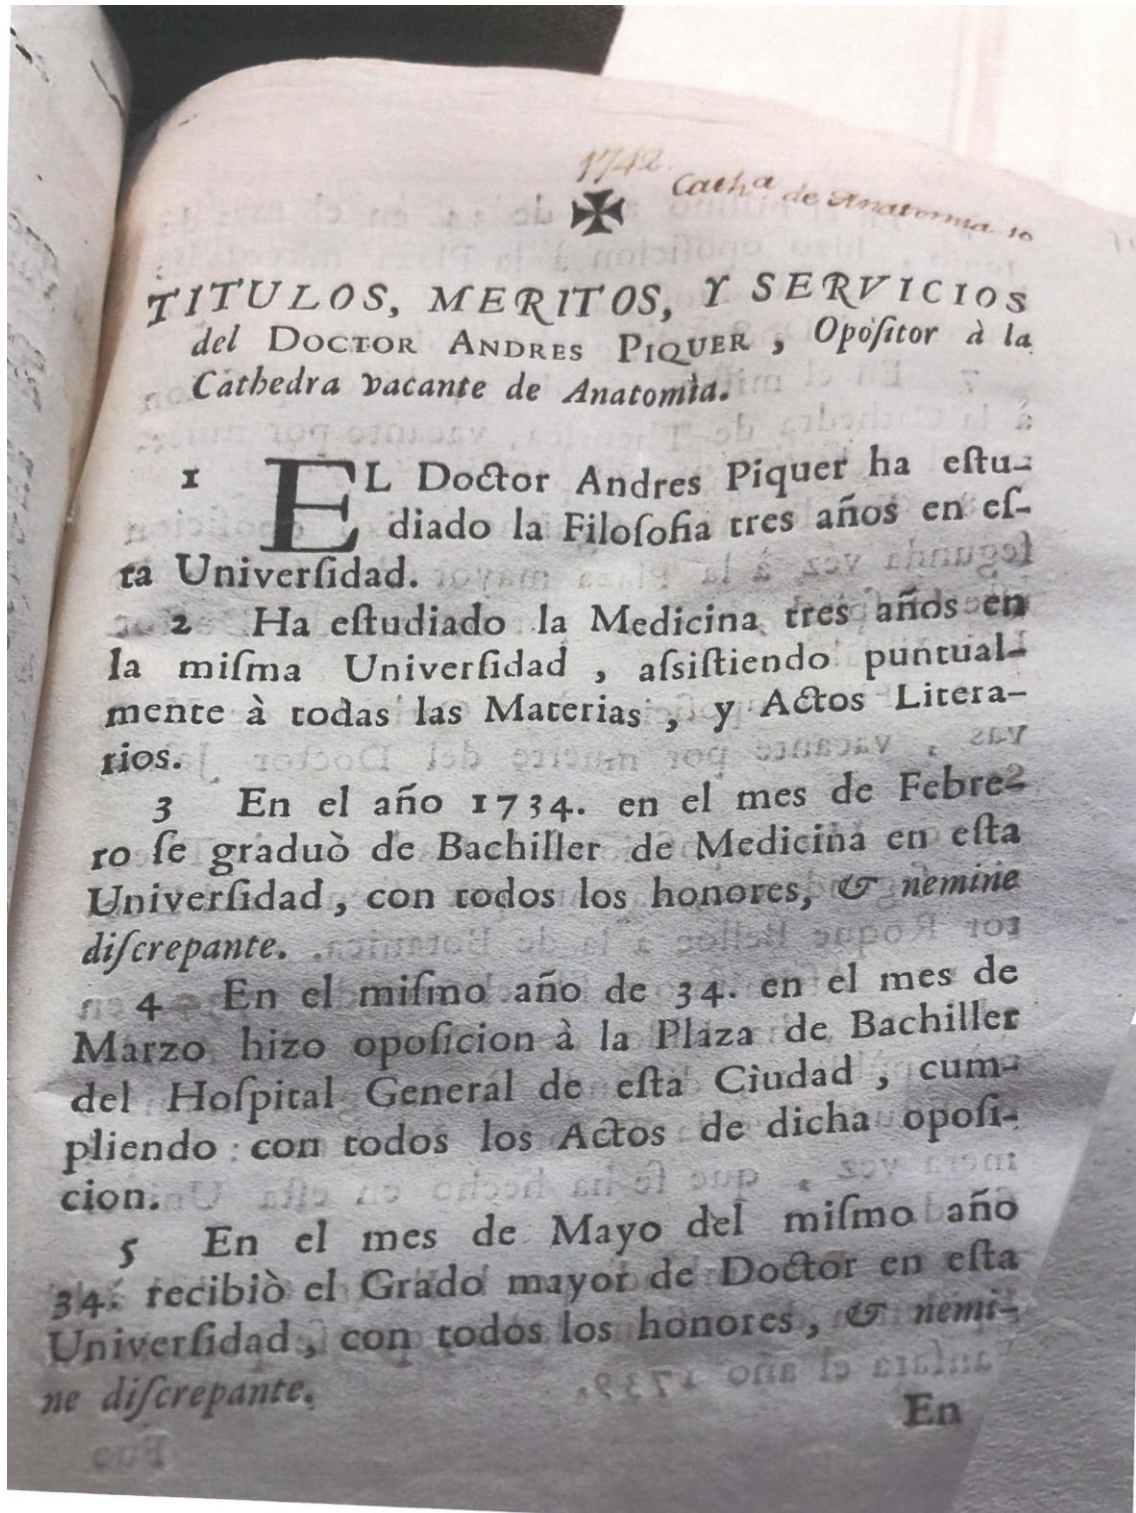 1742.
Cath.ª de Anatomia 10
TITULOS, MERITOS, Y SERVICIOS
del DOCTOR ANDRES PIQUER, Opoſitor à la
Cathedra vacante de Anatomìa.
1 EL Doctor Andres Piquer ha eſtu-
diado la Filoſofia tres años en eſ-
ta Univerſidad.
2 Ha eſtudiado la Medicina tres años en
la miſma Univerſidad, aſsiſtiendo puntual-
mente à todas las Materias, y Actos Litera-
rios.
3 En el año 1734. en el mes de Febre-
ro ſe graduò de Bachiller de Medicina en eſta
Univerſidad, con todos los honores, & nemine
diſcrepante.
4 En el miſmo año de 34. en el mes de
Marzo hizo opoſicion à la Plaza de Bachiller
del Hoſpital General de eſta Ciudad, cum-
pliendo con todos los Actos de dicha opoſi-
cion.
5 En el mes de Mayo del miſmo año
34. recibiò el Grado mayor de Doctor en eſta
Univerſidad, con todos los honores, & nemi-
ne diſcrepante.
En